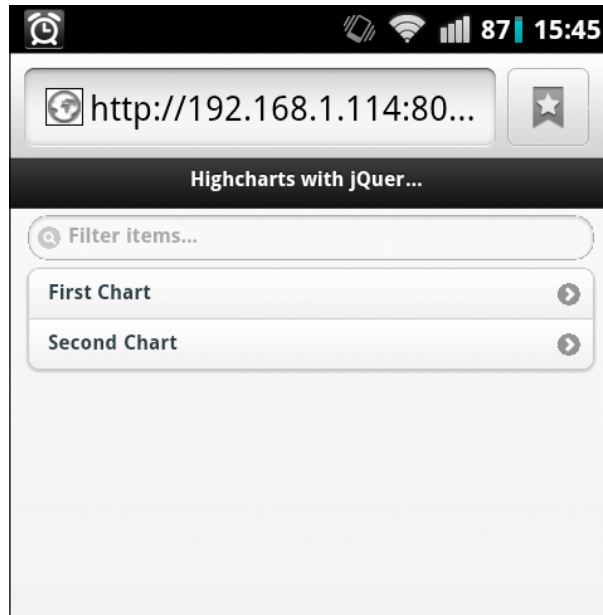 87 15:45
http://192.168.1.114:80...
Highcharts with jQuer...
Filter items...
First Chart
Second Chart